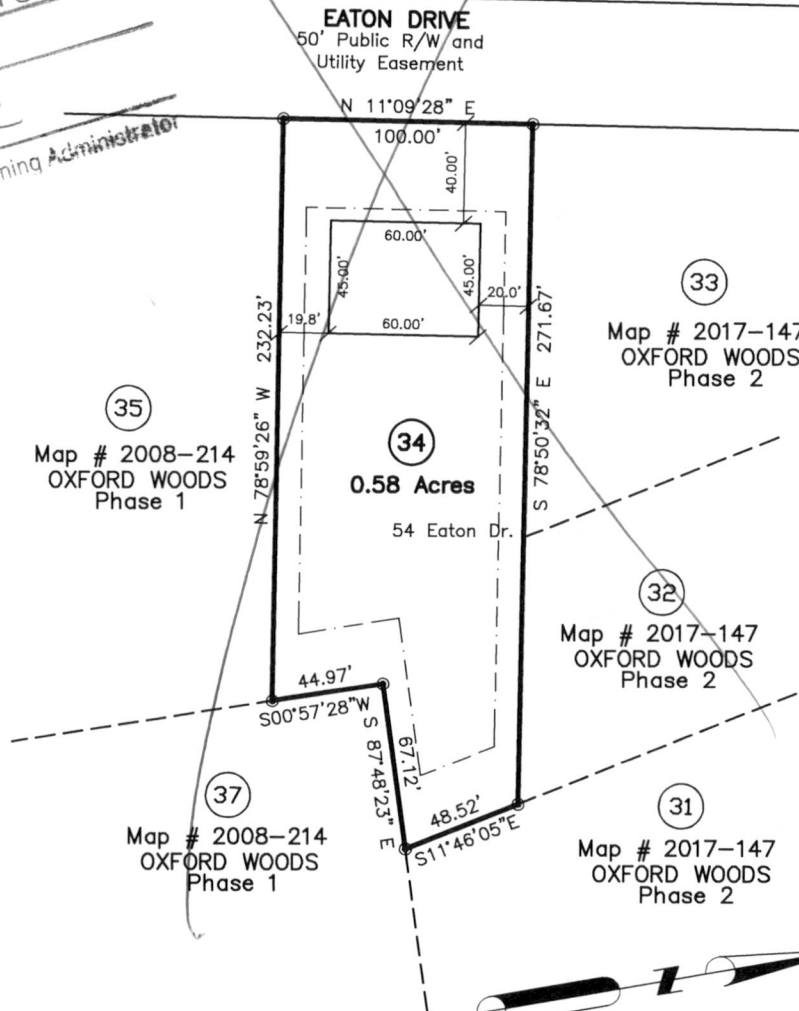 EATON DRIVE
50' Public R/W and
Utility Easement
N 11°09'28" E
100.00'
ning Administrator
40.00'
60.00'
45.00'
45.00'
20.0'
19.8'
60.00'
N 78°59'26" W 232.23'
S 78°50'32" E 271.67'
33
Map # 2017-147
OXFORD WOODS
Phase 2
35
Map # 2008-214
OXFORD WOODS
Phase 1
34
0.58 Acres
54 Eaton Dr.
32
Map # 2017-147
OXFORD WOODS
Phase 2
44.97'
S00°57'28"W
S 87°48'23" E
67.12'
48.52'
S11°46'05"E
37
Map # 2008-214
OXFORD WOODS
Phase 1
31
Map # 2017-147
OXFORD WOODS
Phase 2
N